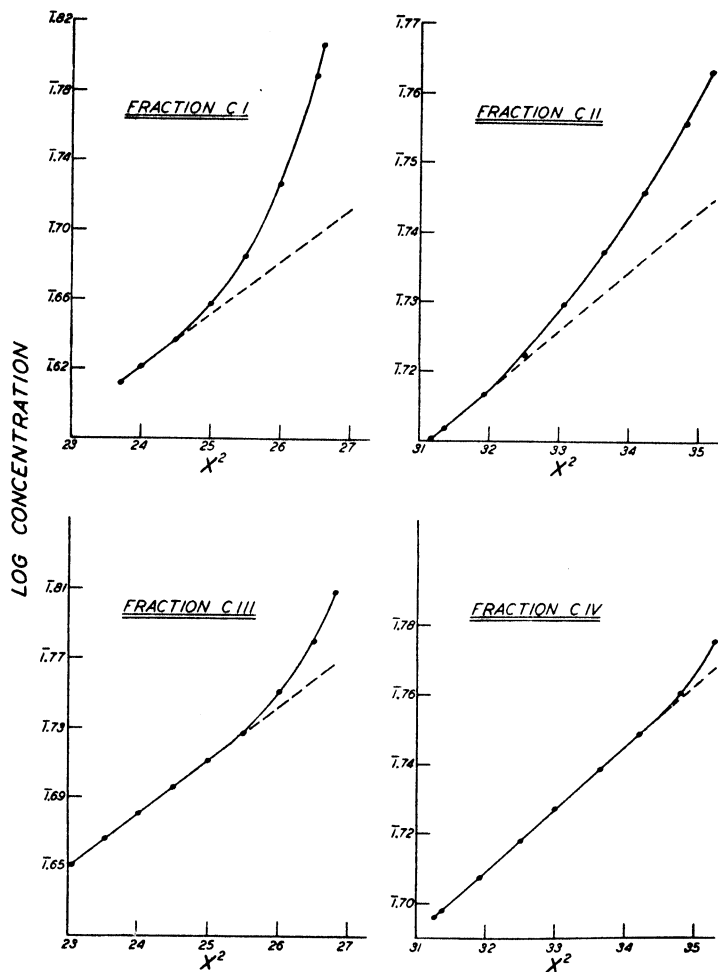 LOG CONCENTRATION
FRACTION C I
1̄.82
1̄.78
1̄.74
1̄.70
1̄.66
1̄.62
23 24 25 26 27
X²
FRACTION C II
1̄.77
1̄.76
1̄.75
1̄.74
1̄.73
1̄.72
31 32 33 34 35
X²
FRACTION C III
1̄.81
1̄.77
1̄.73
1̄.69
1̄.65
23 24 25 26 27
X²
FRACTION C IV
1̄.78
1̄.76
1̄.74
1̄.72
1̄.70
31 32 33 34 35
X²